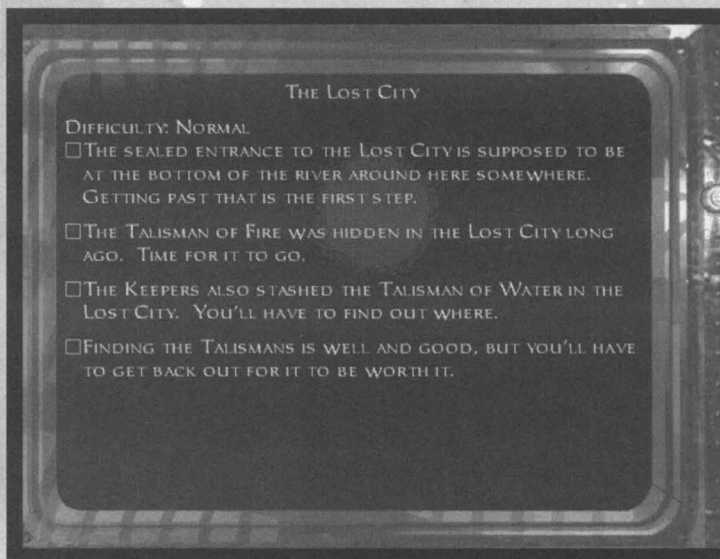 The Lost City
Difficulty: Normal
☐The sealed entrance to the Lost City is supposed to be
at the bottom of the river around here somewhere.
Getting past that is the first step.
☐The Talisman of Fire was hidden in the Lost City long
ago. Time for it to go.
☐The Keepers also stashed the Talisman of Water in the
Lost City. You'll have to find out where.
☐Finding the Talismans is well and good, but you'll have
to get back out for it to be worth it.